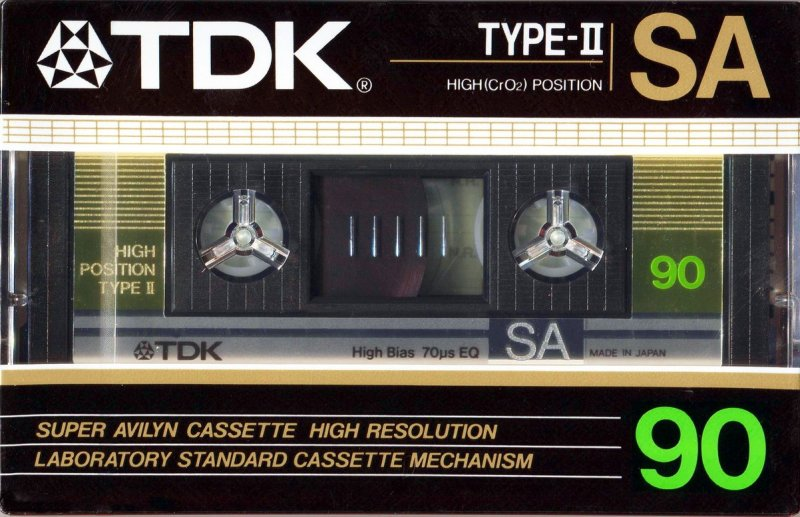 TDK®
TYPE-II
HIGH (CrO2) POSITION
SA
HIGH
POSITION
TYPE II
90
TDK
High Bias 70µs EQ
SA
MADE IN JAPAN
SUPER AVILYN CASSETTE HIGH RESOLUTION
LABORATORY STANDARD CASSETTE MECHANISM
90